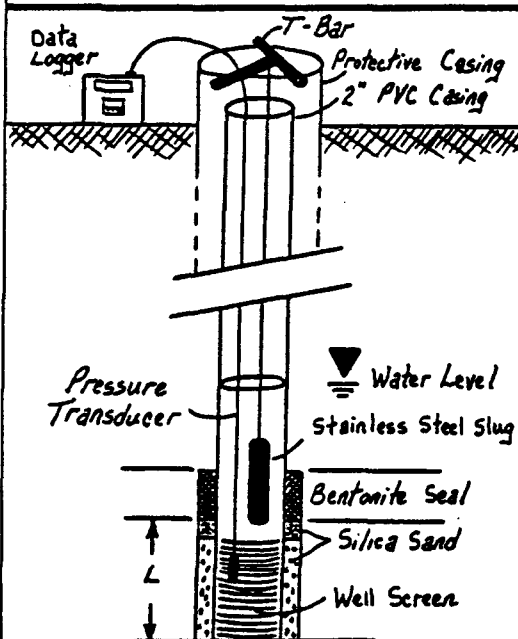 T-Bar
Data
Logger
Protective Casing
2" PVC Casing
Water Level
Pressure
Transducer
Stainless Steel Slug
Bentonite Seal
Silica Sand
L
Well Screen